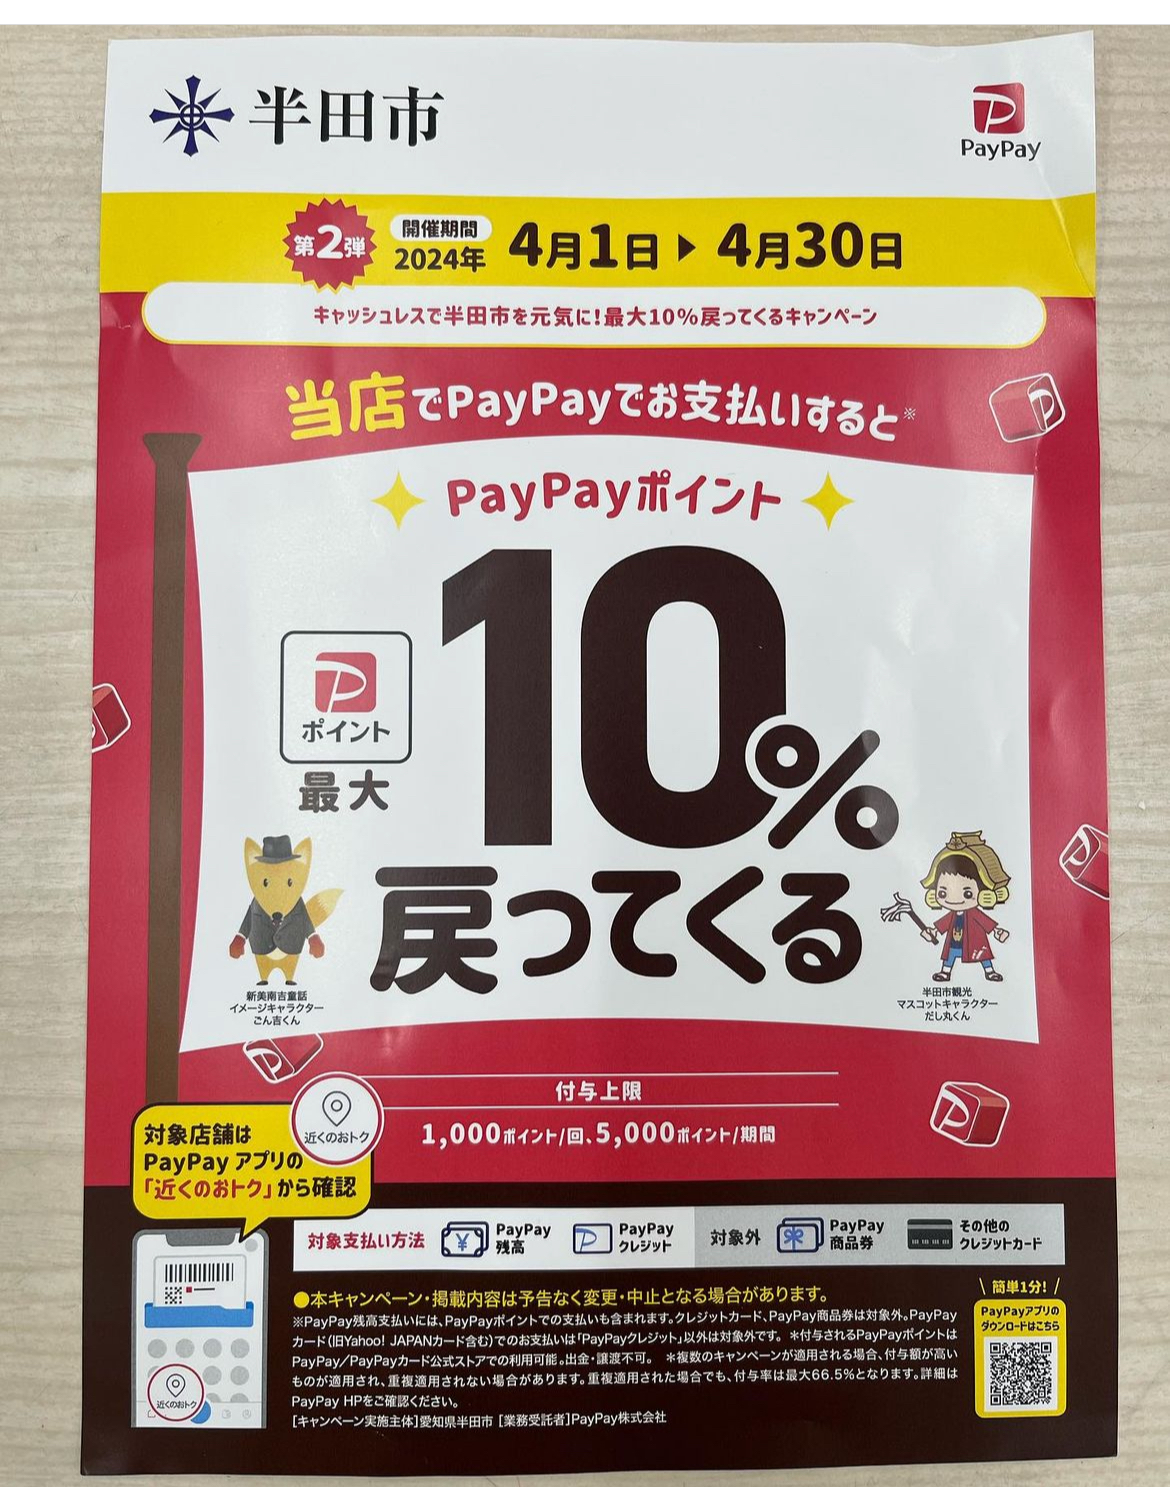 半田市
PayPay
第2弾
開催期間
2024年 4月1日 ▶ 4月30日
キャッシュレスで半田市を元気に!最大10%戻ってくるキャンペーン
当店でPayPayでお支払いすると※
PayPayポイント
ポイント
最大
10%
戻ってくる
新美南吉童話
イメージキャラクター
ごん吉くん
半田市観光
マスコットキャラクター
だし丸くん
付与上限
1,000ポイント/回、5,000ポイント/期間
対象店舗は
PayPay アプリの
「近くのおトク」から確認
近くのおトク
対象支払い方法
PayPay
残高
PayPay
クレジット
対象外
PayPay
商品券
その他の
クレジットカード
近くのおトク
●本キャンペーン・掲載内容は予告なく変更・中止となる場合があります。
※PayPay残高支払いには、PayPayポイントでの支払いも含まれます。クレジットカード、PayPay商品券は対象外。PayPay
カード(旧Yahoo! JAPANカード含む)でのお支払いは「PayPayクレジット」以外は対象外です。 ＊付与されるPayPayポイントは
PayPay/PayPayカード公式ストアでの利用可能。出金・譲渡不可。 ＊複数のキャンペーンが適用される場合、付与額が高い
ものが適用され、重複適用されない場合があります。重複適用された場合でも、付与率は最大66.5%となります。詳細は
PayPay HPをご確認ください。
[キャンペーン実施主体]愛知県半田市 [業務受託者]PayPay株式会社
\ 簡単1分! /
PayPayアプリの
ダウンロードはこちら